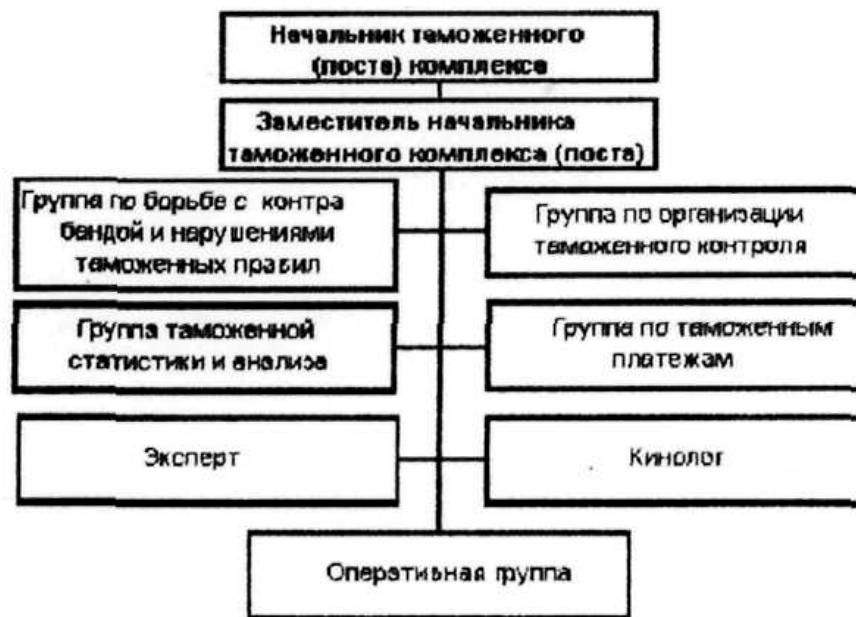 Начальник таможенного
(поста) комплекса
Заместитель начальника
таможенного комплекса (поста)
Группа по борьбе с контра
бандой и нарушениями
таможенных правил
Группа по организации
таможенного контроля
Группа таможенной
статистики и анализа
Группа по таможенным
платежам
Эксперт
Кинолог
Оперативная группа